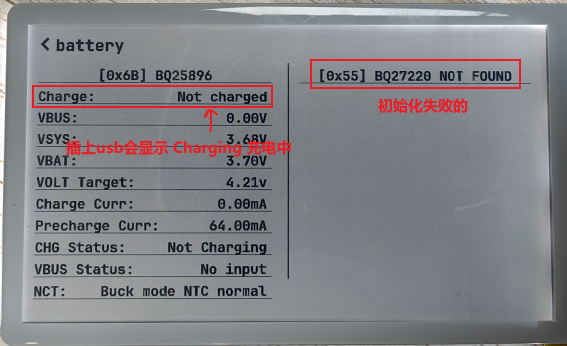 battery
[0x6B] BQ25896
Charge: Not charged
VBUS: 0.00V
VSYS: 3.68V
插上usb会显示 Charging 充电中
VBAT: 3.70V
VOLT Target: 4.21v
Charge Curr: 0.00mA
Precharge Curr: 64.00mA
CHG Status: Not Charging
VBUS Status: No input
NCT: Buck mode NTC normal
[0x55] BQ27220 NOT FOUND
初始化失败的